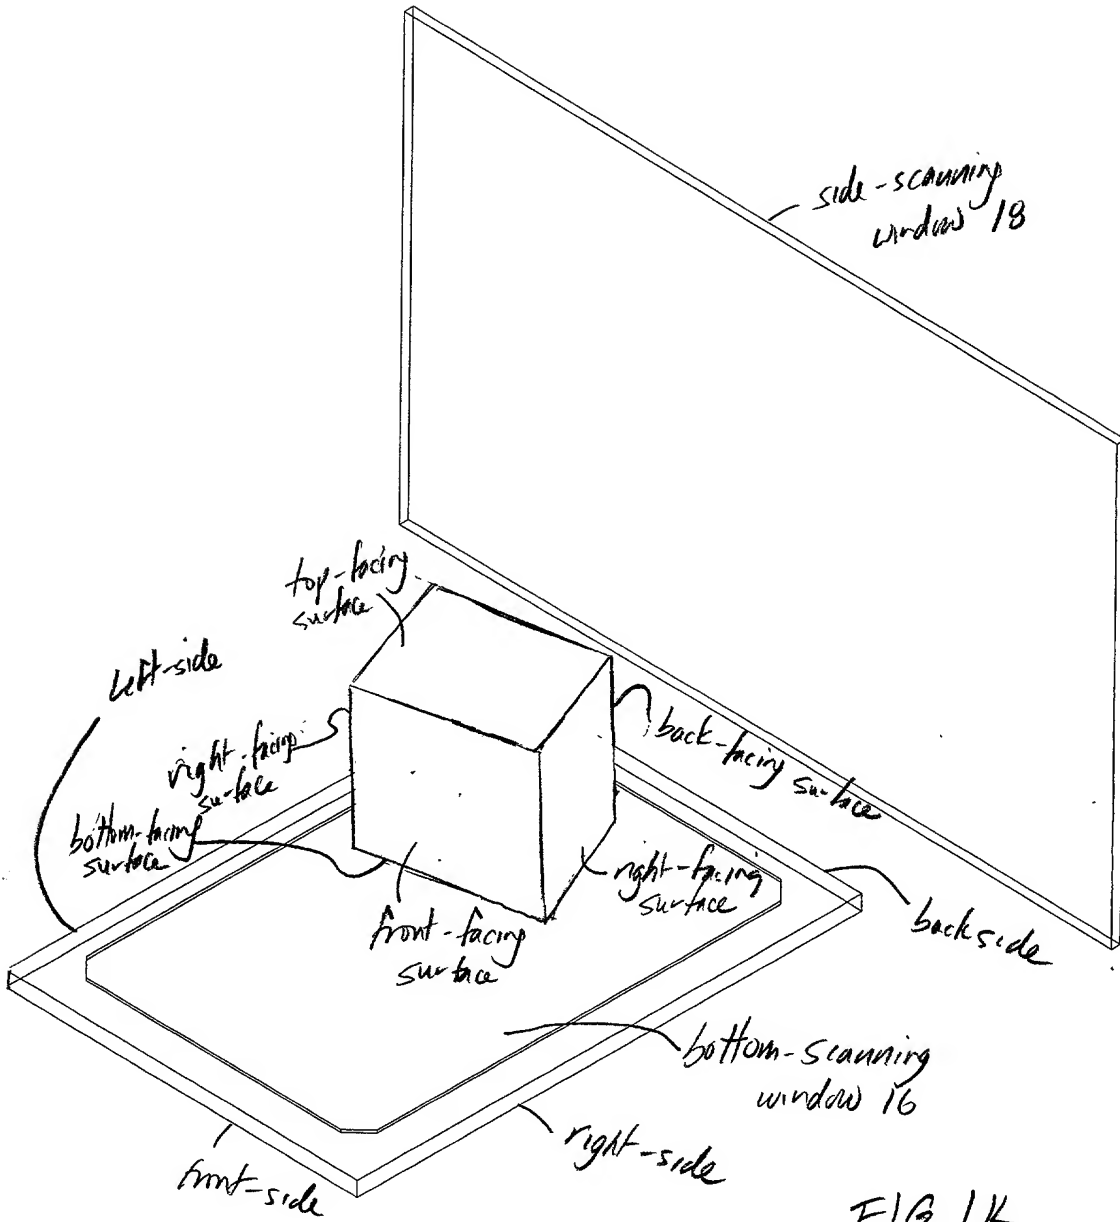 side-scanning
window 18
top-facing
surface
left-side
right-facing
surface
back-facing surface
bottom-facing
surface
right-facing
surface
front-facing
surface
backside
bottom-scanning
window 16
right-side
front-side
FIG. 1K